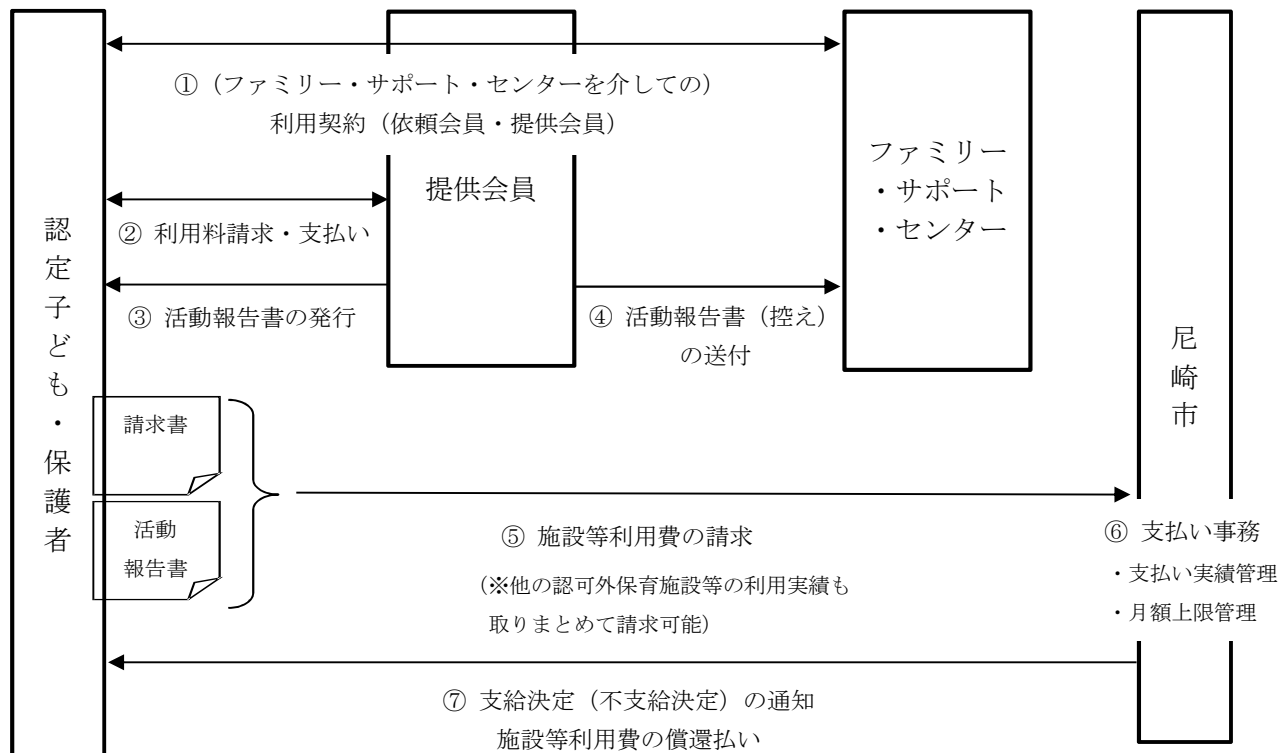 ① (ファミリー・サポート・センターを介しての)
利用契約（依頼会員・提供会員）
提供会員
ファミリー
・サポート
・センター
② 利用料請求・支払い
③ 活動報告書の発行
④ 活動報告書（控え）
の送付
認定子ども・保護者
尼崎市
請求書
活動
報告書
⑤ 施設等利用費の請求
(※他の認可外保育施設等の利用実績も
取りまとめて請求可能)
⑥ 支払い事務
・支払い実績管理
・月額上限管理
⑦ 支給決定（不支給決定）の通知
施設等利用費の償還払い